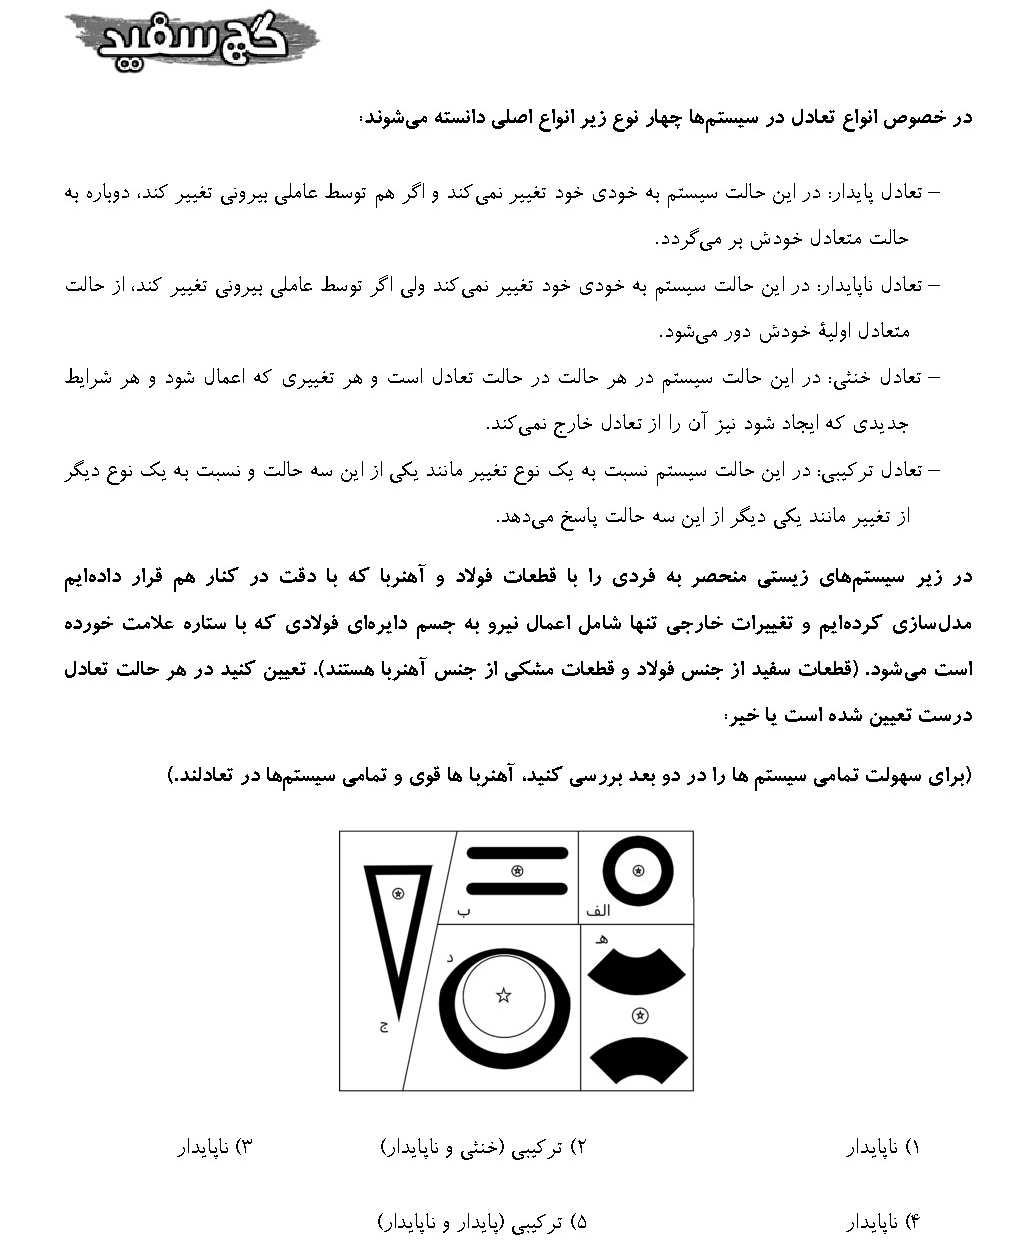 گچ سفید
در خصوص انواع تعادل در سیستم‌ها چهار نوع زیر انواع اصلی دانسته می‌شوند:
– تعادل پایدار: در این حالت سیستم به خودی خود تغییر نمی‌کند و اگر هم توسط عاملی بیرونی تغییر کند، دوباره به
حالت متعادل خودش بر می‌گردد.
– تعادل ناپایدار: در این حالت سیستم به خودی خود تغییر نمی‌کند ولی اگر توسط عاملی بیرونی تغییر کند، از حالت
متعادل اولیهٔ خودش دور می‌شود.
– تعادل خنثی: در این حالت سیستم در هر حالت در حالت تعادل است و هر تغییری که اعمال شود و هر شرایط
جدیدی که ایجاد شود نیز آن را از تعادل خارج نمی‌کند.
– تعادل ترکیبی: در این حالت سیستم نسبت به یک نوع تغییر مانند یکی از این سه حالت و نسبت به یک نوع دیگر
از تغییر مانند یکی دیگر از این سه حالت پاسخ می‌دهد.
در زیر سیستم‌های زیستی منحصر به فردی را با قطعات فولاد و آهنربا که با دقت در کنار هم قرار داده‌ایم
مدل‌سازی کرده‌ایم و تغییرات خارجی تنها شامل اعمال نیرو به جسم دایره‌ای فولادی که با ستاره علامت خورده
است می‌شود. (قطعات سفید از جنس فولاد و قطعات مشکی از جنس آهنربا هستند). تعیین کنید در هر حالت تعادل
درست تعیین شده است یا خیر:
(برای سهولت تمامی سیستم ها را در دو بعد بررسی کنید، آهنربا ها قوی و تمامی سیستم‌ها در تعادلند.)
الف
ب
ج
د
هـ
۱) ناپایدار ۲) ترکیبی (خنثی و ناپایدار) ۳) ناپایدار
۴) ناپایدار ۵) ترکیبی (پایدار و ناپایدار)